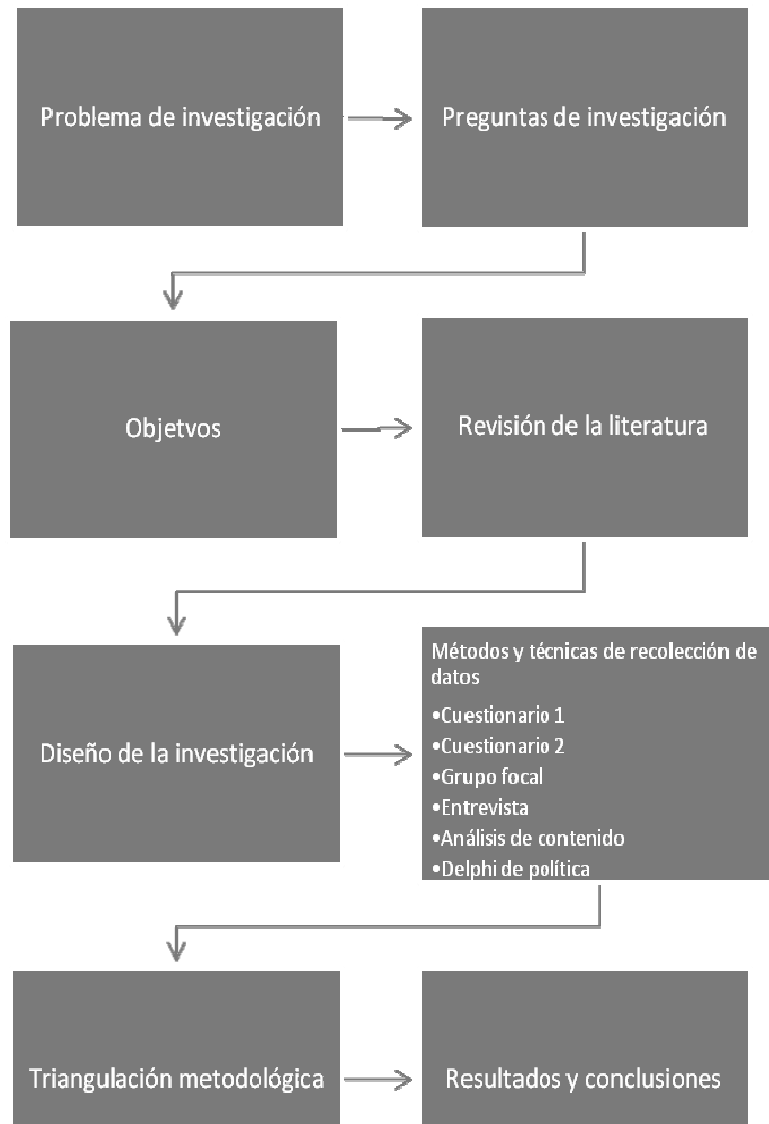 Problema de investigación
Preguntas de investigación
Objetvos
Revisión de la literatura
Diseño de la investigación
Métodos y técnicas de recolección de
datos
•Cuestionario 1
•Cuestionario 2
•Grupo focal
•Entrevista
•Análisis de contenido
•Delphi de política
Triangulación metodológica
Resultados y conclusiones